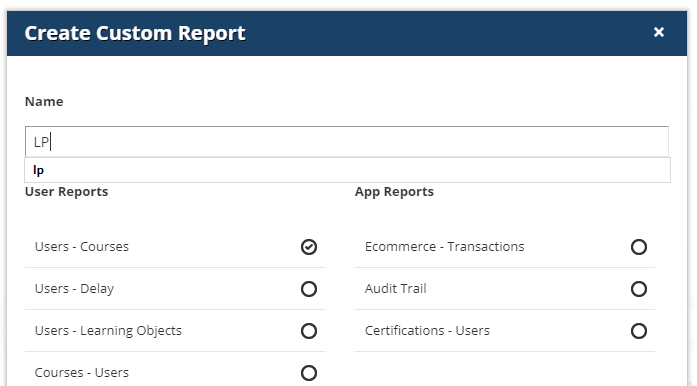 Create Custom Report ×
Name
LP
lp
User Reports
App Reports
Users - Courses
Ecommerce - Transactions
Users - Delay
Audit Trail
Users - Learning Objects
Certifications - Users
Courses - Users